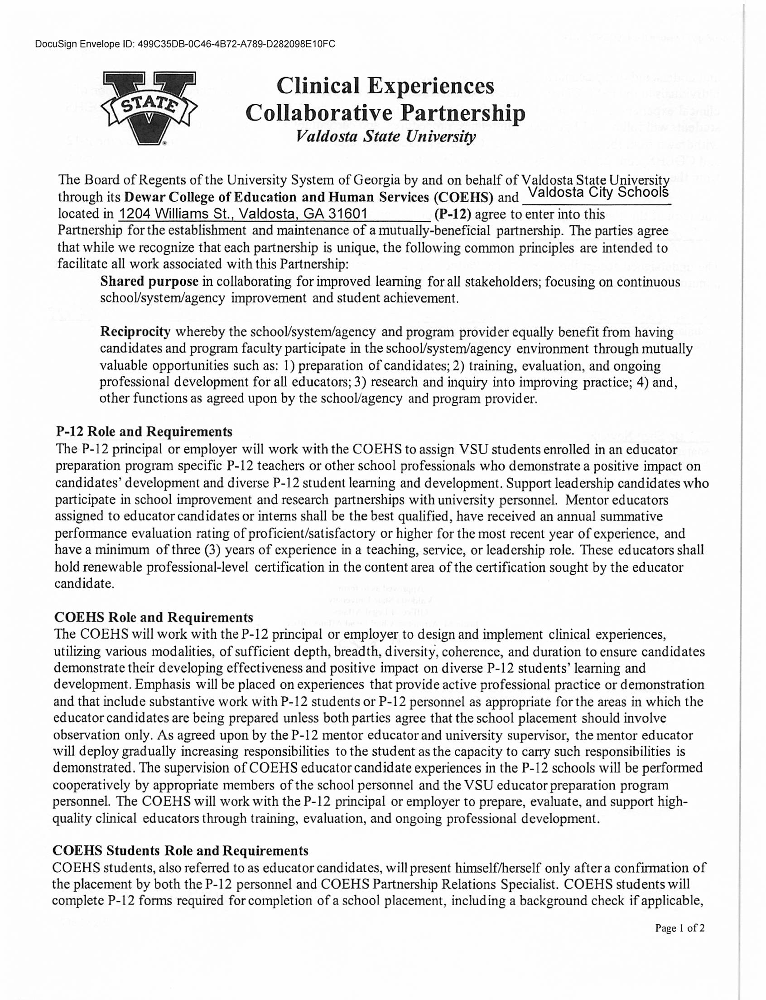 DocuSign Envelope ID: 499C35DB-0C46-4B72-A789-D282098E10FC
V
STATE
®
Clinical Experiences
Collaborative Partnership
Valdosta State University
The Board of Regents of the University System of Georgia by and on behalf of Valdosta State University
through its Dewar College of Education and Human Services (COEHS) and Valdosta City Schools
located in 1204 Williams St., Valdosta, GA 31601 (P-12) agree to enter into this
Partnership for the establishment and maintenance of a mutually-beneficial partnership. The parties agree
that while we recognize that each partnership is unique, the following common principles are intended to
facilitate all work associated with this Partnership:
Shared purpose in collaborating for improved learning for all stakeholders; focusing on continuous
school/system/agency improvement and student achievement.
Reciprocity whereby the school/system/agency and program provider equally benefit from having
candidates and program faculty participate in the school/system/agency environment through mutually
valuable opportunities such as: 1) preparation of candidates; 2) training, evaluation, and ongoing
professional development for all educators; 3) research and inquiry into improving practice; 4) and,
other functions as agreed upon by the school/agency and program provider.
P-12 Role and Requirements
The P-12 principal or employer will work with the COEHS to assign VSU students enrolled in an educator
preparation program specific P-12 teachers or other school professionals who demonstrate a positive impact on
candidates' development and diverse P-12 student learning and development. Support leadership candidates who
participate in school improvement and research partnerships with university personnel. Mentor educators
assigned to educator candidates or interns shall be the best qualified, have received an annual summative
performance evaluation rating of proficient/satisfactory or higher for the most recent year of experience, and
have a minimum of three (3) years of experience in a teaching, service, or leadership role. These educators shall
hold renewable professional-level certification in the content area of the certification sought by the educator
candidate.
COEHS Role and Requirements
The COEHS will work with the P-12 principal or employer to design and implement clinical experiences,
utilizing various modalities, of sufficient depth, breadth, diversity, coherence, and duration to ensure candidates
demonstrate their developing effectiveness and positive impact on diverse P-12 students' learning and
development. Emphasis will be placed on experiences that provide active professional practice or demonstration
and that include substantive work with P-12 students or P-12 personnel as appropriate for the areas in which the
educator candidates are being prepared unless both parties agree that the school placement should involve
observation only. As agreed upon by the P-12 mentor educator and university supervisor, the mentor educator
will deploy gradually increasing responsibilities to the student as the capacity to carry such responsibilities is
demonstrated. The supervision of COEHS educator candidate experiences in the P-12 schools will be performed
cooperatively by appropriate members of the school personnel and the VSU educator preparation program
personnel. The COEHS will work with the P-12 principal or employer to prepare, evaluate, and support high-
quality clinical educators through training, evaluation, and ongoing professional development.
COEHS Students Role and Requirements
COEHS students, also referred to as educator candidates, will present himself/herself only after a confirmation of
the placement by both the P-12 personnel and COEHS Partnership Relations Specialist. COEHS students will
complete P-12 forms required for completion of a school placement, including a background check if applicable,
Page 1 of 2